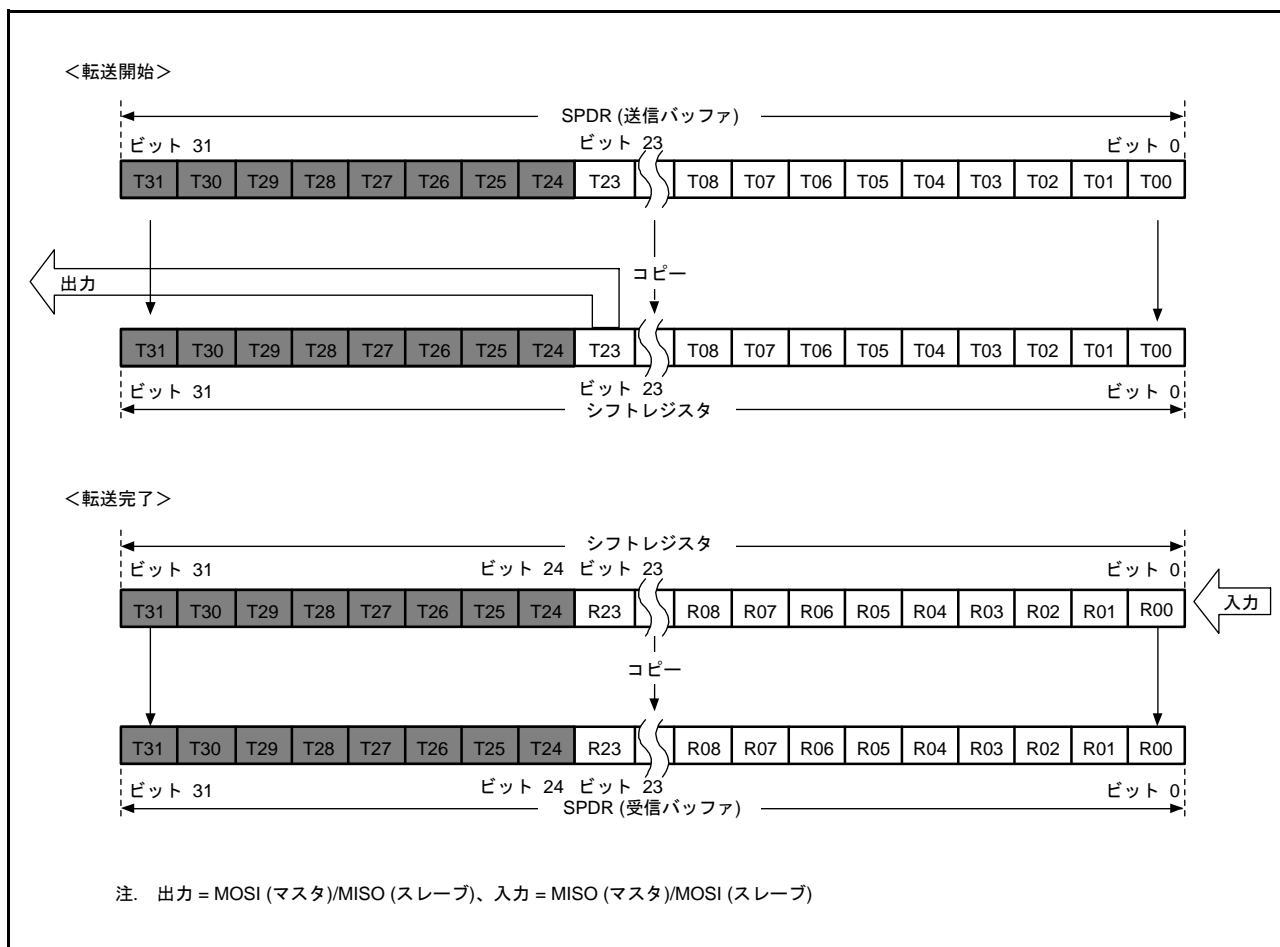 ＜転送開始＞
SPDR (送信バッファ)
ビット 31 ビット 23 ビット 0
T31 T30 T29 T28 T27 T26 T25 T24 T23 T08 T07 T06 T05 T04 T03 T02 T01 T00
コピー
出力
T31 T30 T29 T28 T27 T26 T25 T24 T23 T08 T07 T06 T05 T04 T03 T02 T01 T00
ビット 31 ビット 23 ビット 0
シフトレジスタ
＜転送完了＞
シフトレジスタ
ビット 31 ビット 24 ビット 23 ビット 0
T31 T30 T29 T28 T27 T26 T25 T24 R23 R08 R07 R06 R05 R04 R03 R02 R01 R00 入力
コピー
T31 T30 T29 T28 T27 T26 T25 T24 R23 R08 R07 R06 R05 R04 R03 R02 R01 R00
ビット 31 ビット 24 ビット 23 ビット 0
SPDR (受信バッファ)
注. 出力 = MOSI (マスタ)/MISO (スレーブ)、入力 = MISO (マスタ)/MOSI (スレーブ)